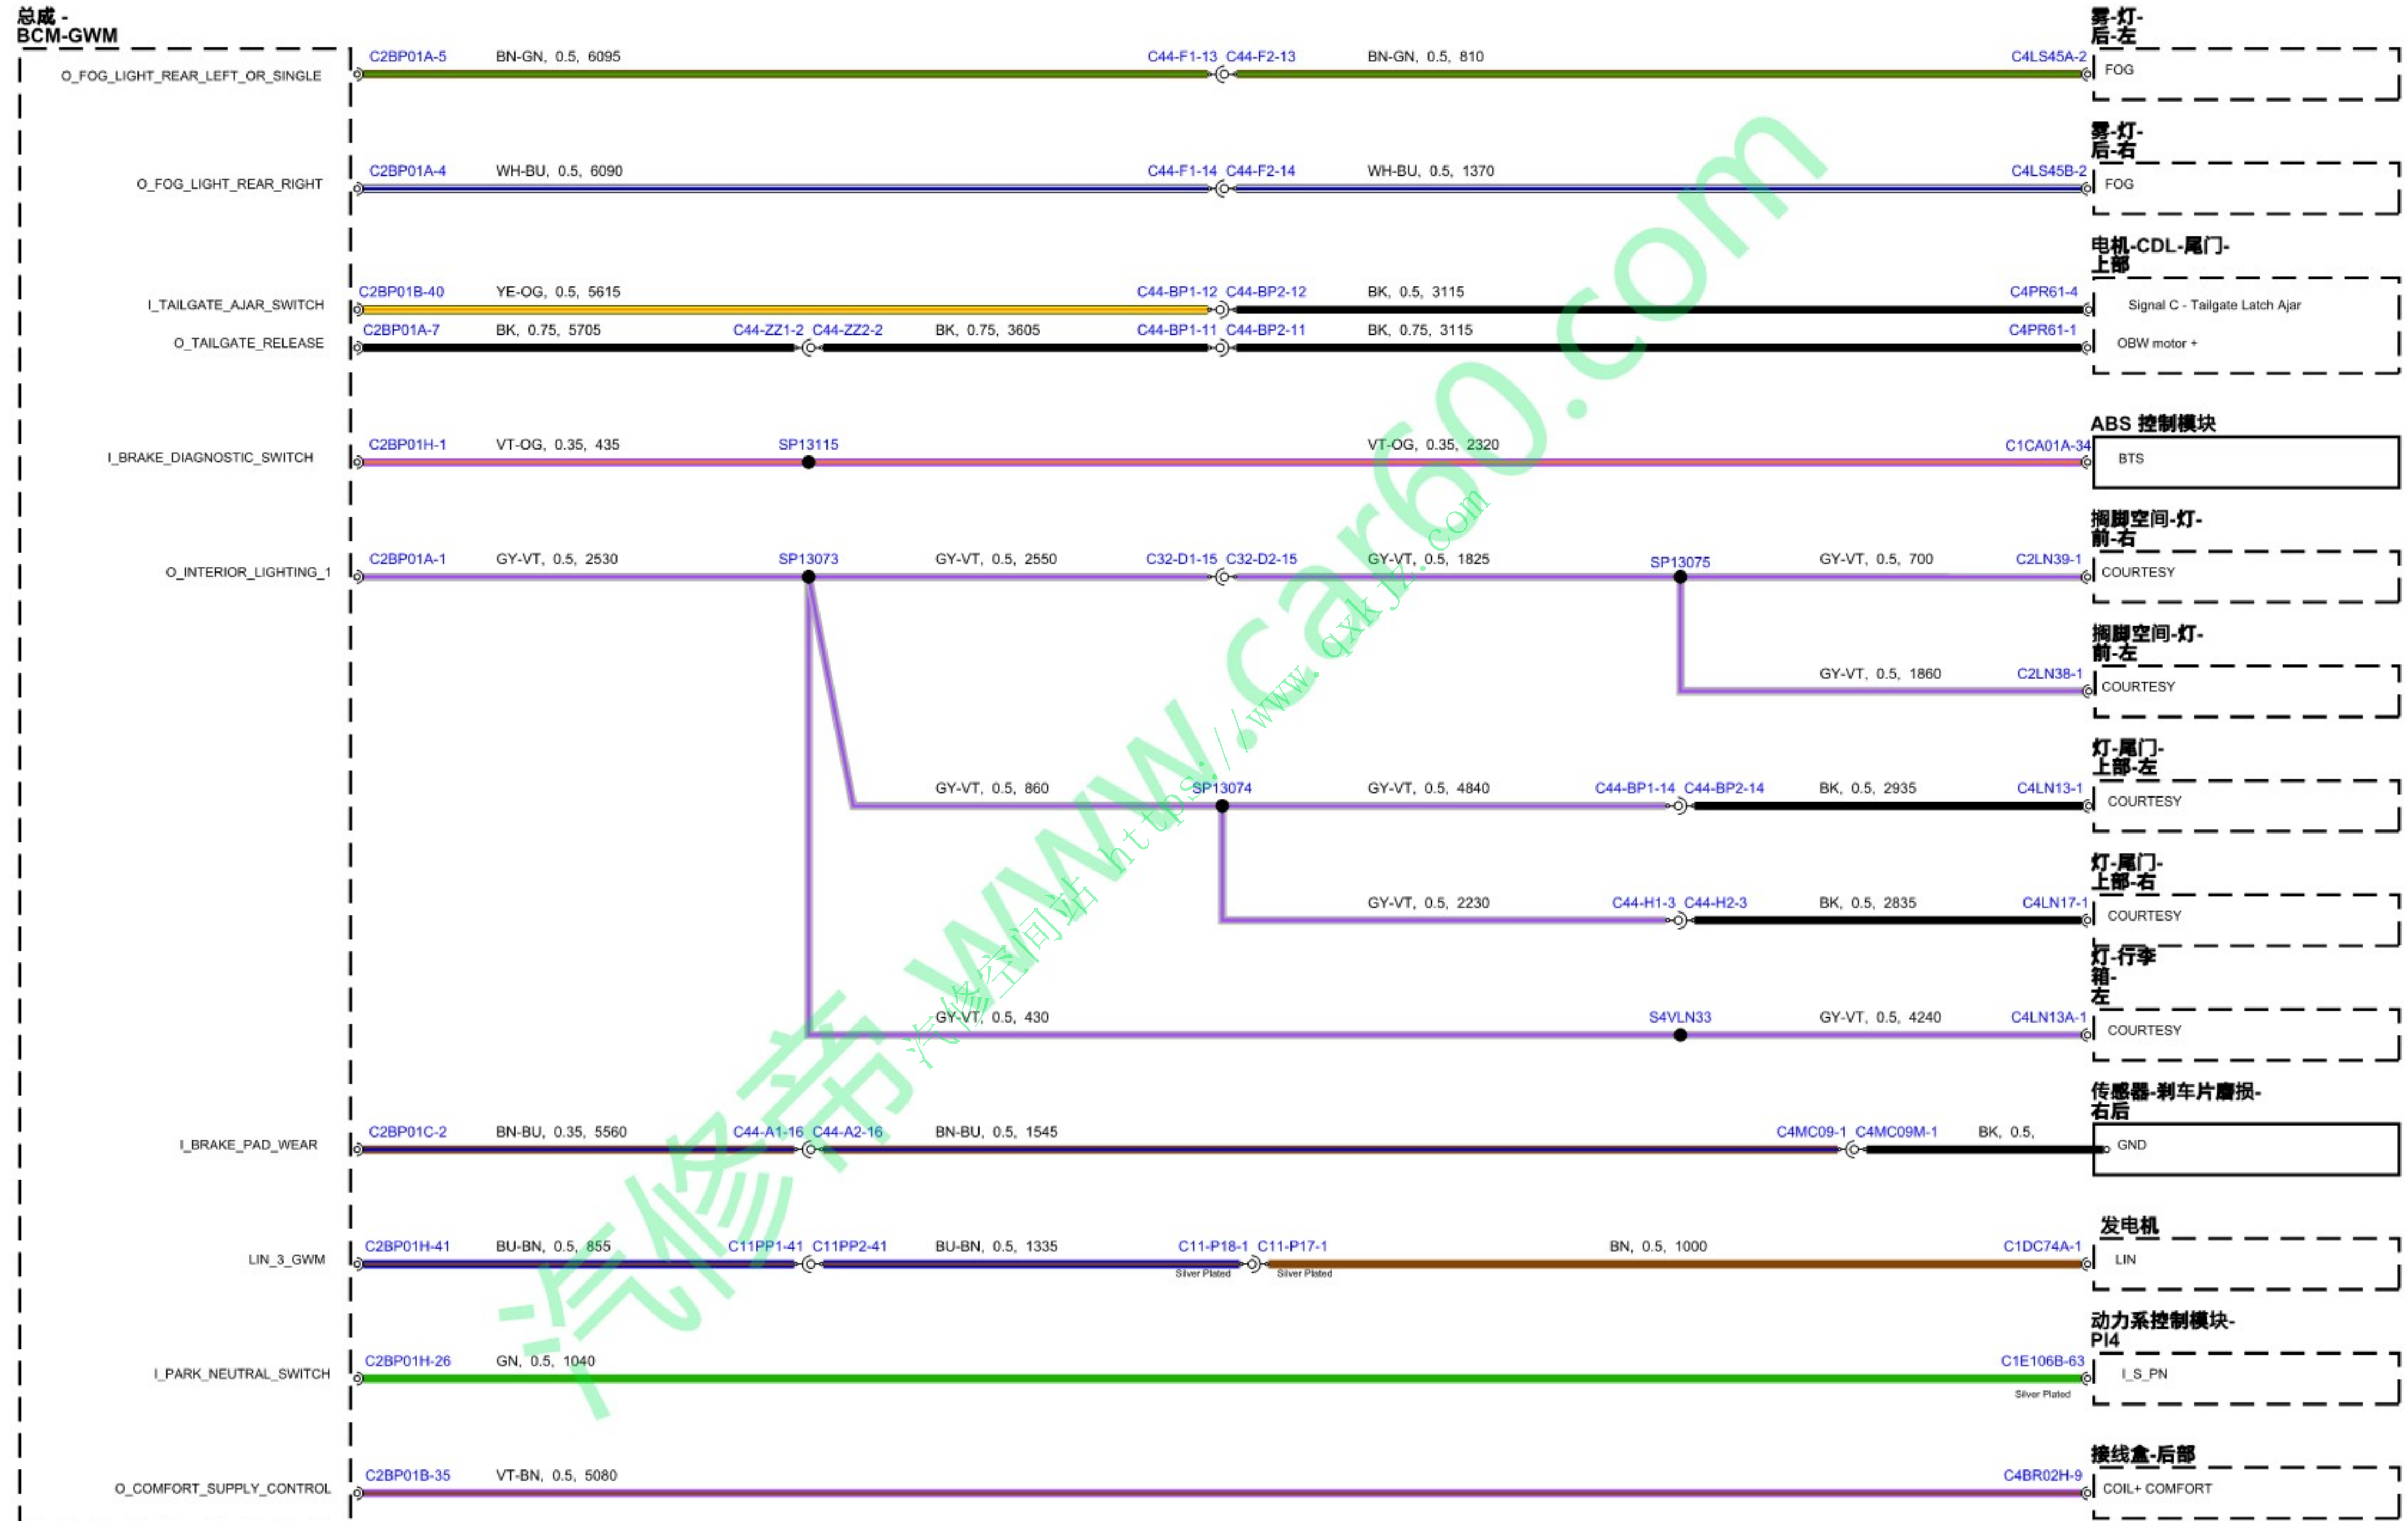 总成 -
BCM-GWM
雾-灯-
后-左
C2BP01A-5 BN-GN, 0.5, 6095 C44-F1-13 C44-F2-13 BN-GN, 0.5, 810 C4LS45A-2
O_FOG_LIGHT_REAR_LEFT_OR_SINGLE FOG
雾-灯-
后-右
C2BP01A-4 WH-BU, 0.5, 6090 C44-F1-14 C44-F2-14 WH-BU, 0.5, 1370 C4LS45B-2
O_FOG_LIGHT_REAR_RIGHT FOG
电机-CDL-尾门-
上部
C2BP01B-40 YE-OG, 0.5, 5615 C44-BP1-12 C44-BP2-12 BK, 0.5, 3115 C4PR61-4
I_TAILGATE_AJAR_SWITCH Signal C - Tailgate Latch Ajar
C2BP01A-7 BK, 0.75, 5705 C44-ZZ1-2 C44-ZZ2-2 BK, 0.75, 3605 C44-BP1-11 C44-BP2-11 BK, 0.75, 3115 C4PR61-1
O_TAILGATE_RELEASE OBW motor +
ABS 控制模块
C2BP01H-1 VT-OG, 0.35, 435 SP13115 VT-OG, 0.35, 2320 C1CA01A-34
I_BRAKE_DIAGNOSTIC_SWITCH BTS
搁脚空间-灯-
前-右
C2BP01A-1 GY-VT, 0.5, 2530 SP13073 GY-VT, 0.5, 2550 C32-D1-15 C32-D2-15 GY-VT, 0.5, 1825 SP13075 GY-VT, 0.5, 700 C2LN39-1
O_INTERIOR_LIGHTING_1 COURTESY
搁脚空间-灯-
前-左
GY-VT, 0.5, 1860 C2LN38-1
COURTESY
灯-尾门-
上部-左
GY-VT, 0.5, 860 SP13074 GY-VT, 0.5, 4840 C44-BP1-14 C44-BP2-14 BK, 0.5, 2935 C4LN13-1
COURTESY
灯-尾门-
上部-右
GY-VT, 0.5, 2230 C44-H1-3 C44-H2-3 BK, 0.5, 2835 C4LN17-1
COURTESY
灯-行李
箱-
左
GY-VT, 0.5, 430 S4VLN33 GY-VT, 0.5, 4240 C4LN13A-1
COURTESY
传感器-刹车片磨损-
右后
C2BP01C-2 BN-BU, 0.35, 5560 C44-A1-16 C44-A2-16 BN-BU, 0.5, 1545 C4MC09-1 C4MC09M-1 BK, 0.5,
I_BRAKE_PAD_WEAR GND
发电机
C2BP01H-41 BU-BN, 0.5, 855 C11PP1-41 C11PP2-41 BU-BN, 0.5, 1335 C11-P18-1 C11-P17-1 BN, 0.5, 1000 C1DC74A-1
LIN_3_GWM LIN
Silver Plated Silver Plated
动力系控制模块-
PI4
C2BP01H-26 GN, 0.5, 1040 C1E106B-63
I_PARK_NEUTRAL_SWITCH I_S_PN
Silver Plated
接线盒-后部
C2BP01B-35 VT-BN, 0.5, 5080 C4BR02H-9
O_COMFORT_SUPPLY_CONTROL COIL+ COMFORT
汽修帝 www.car60.com
汽修空间站 https://www.qxkjz.com